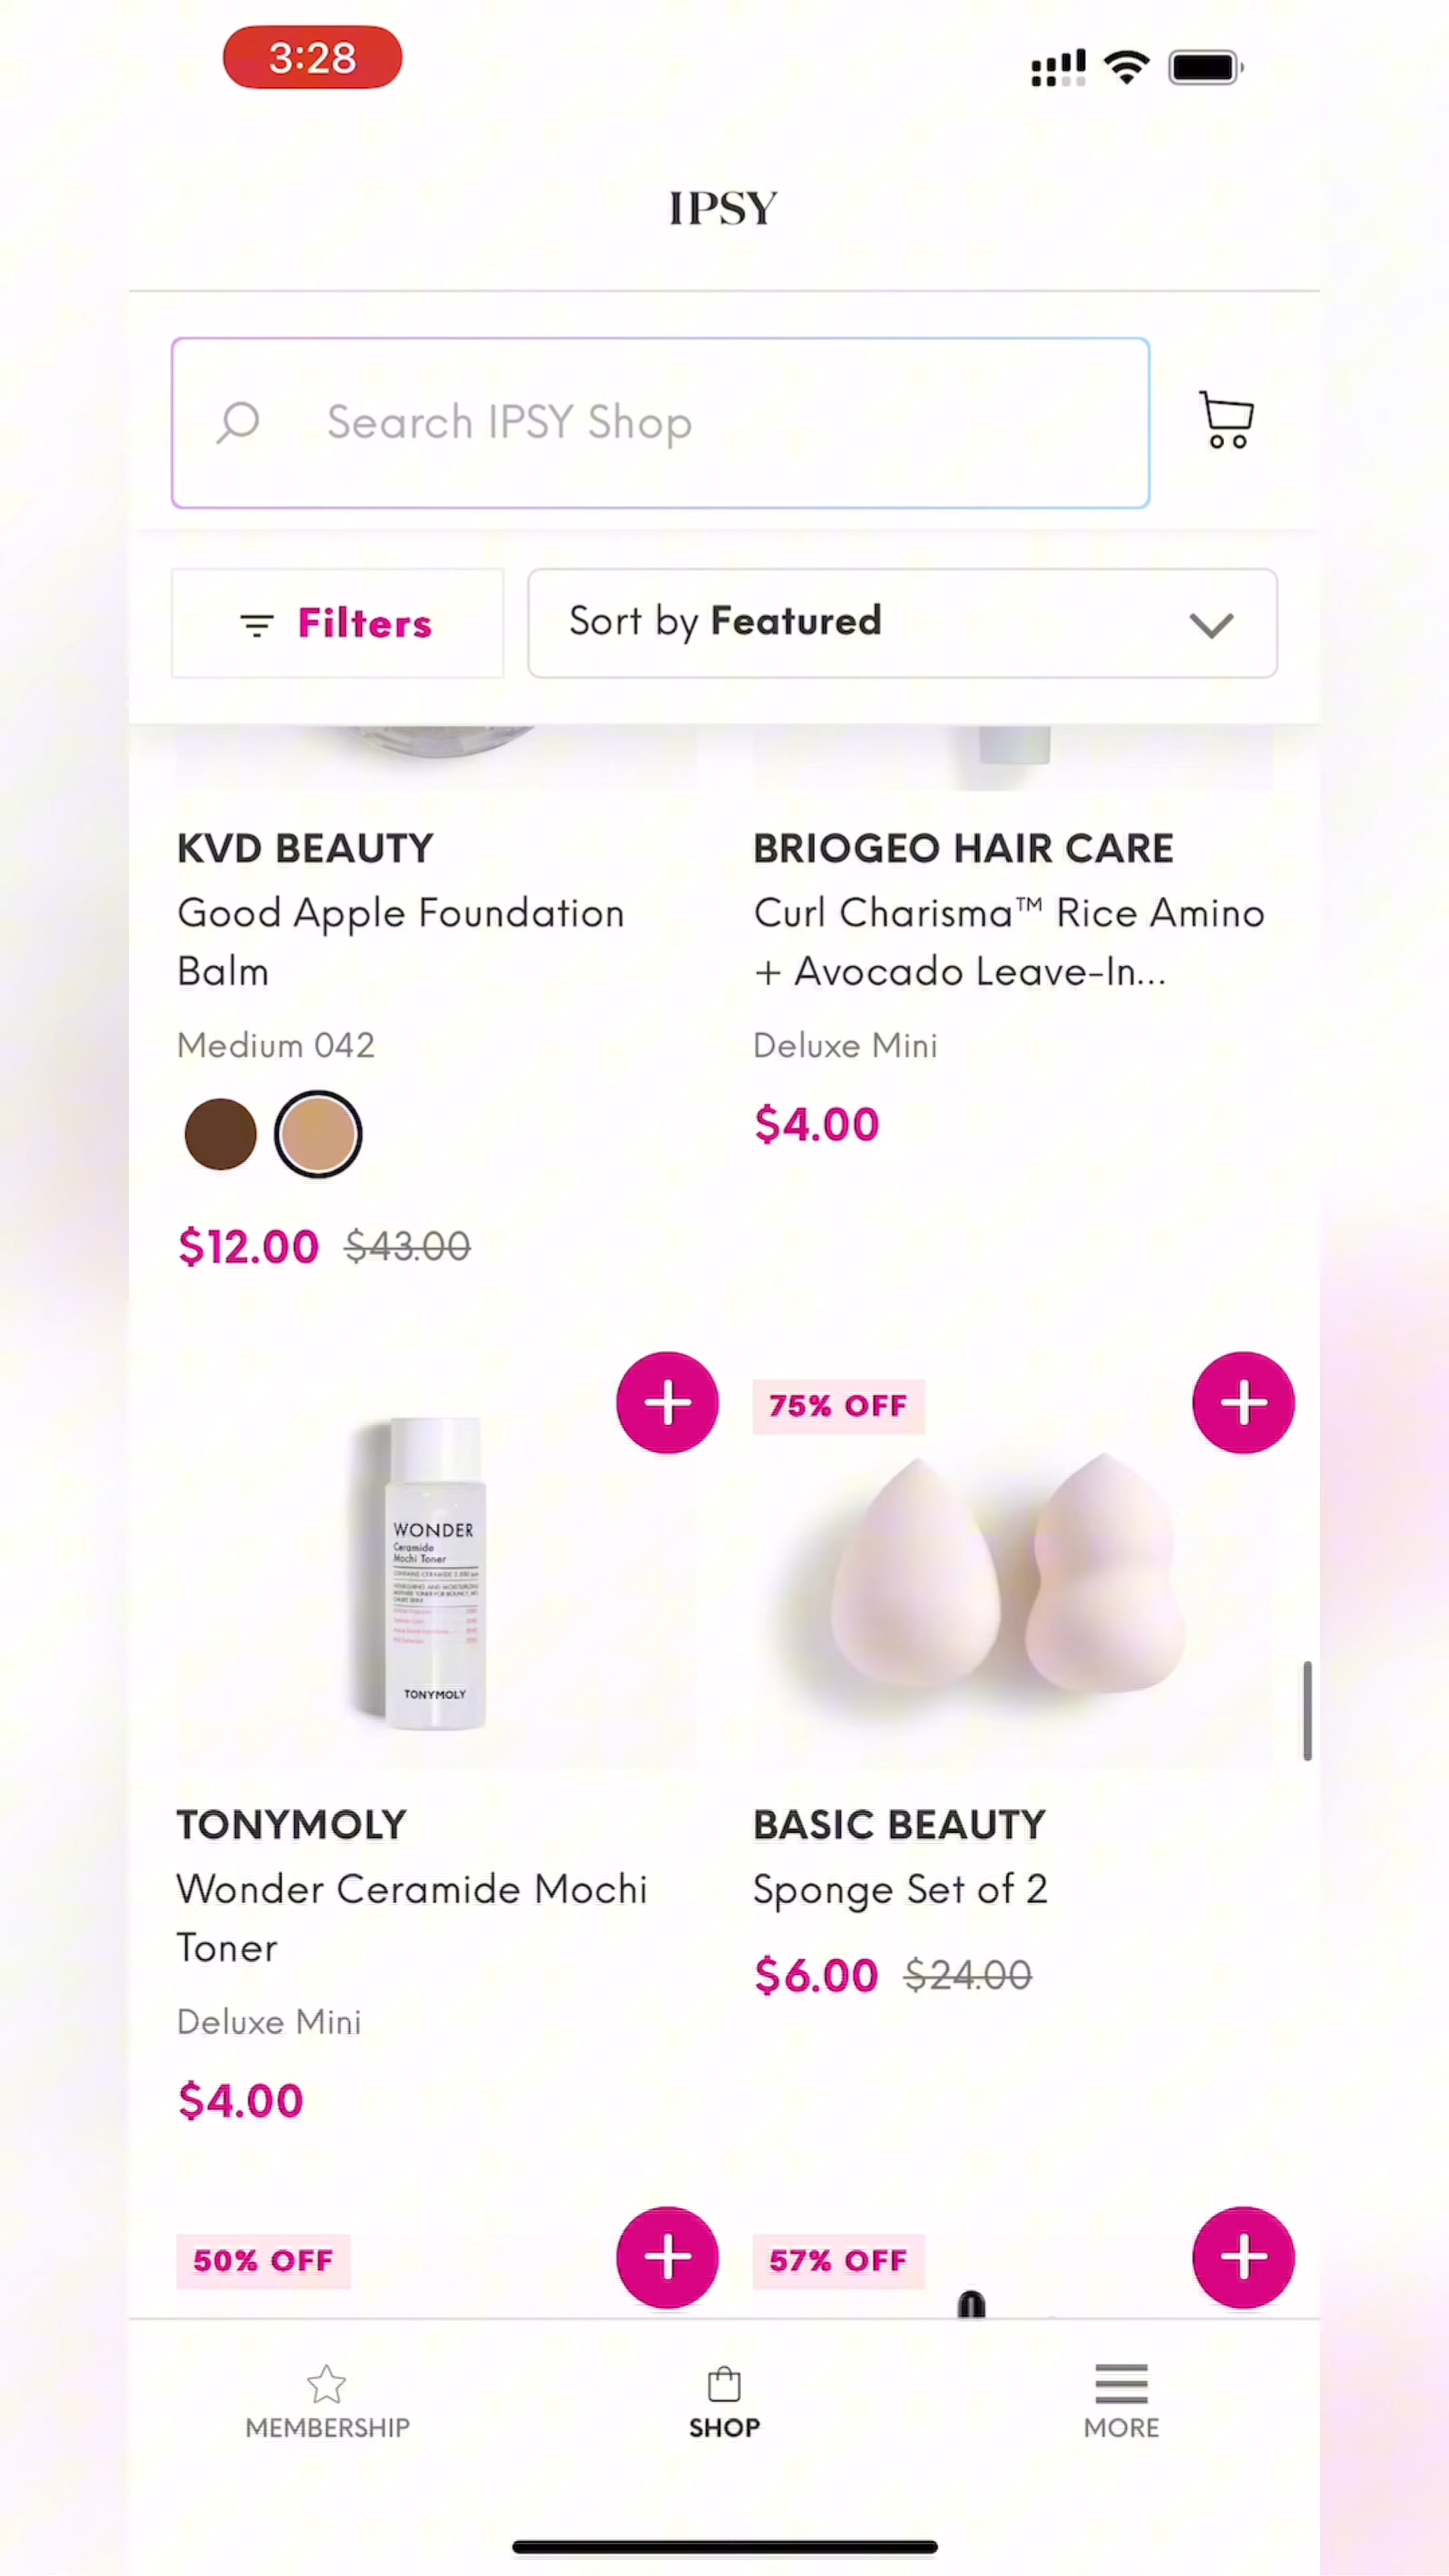 3:28
IPSY
Search IPSY Shop
Filters
Sort by Featured
KVD BEAUTY
Good Apple Foundation
Balm
Medium 042
$12.00 $43.00
BRIOGEO HAIR CARE
Curl Charisma™ Rice Amino
+ Avocado Leave-In...
Deluxe Mini
$4.00
WONDER
Ceramide
Mochi Toner
TONYMOLY
TONYMOLY
Wonder Ceramide Mochi
Toner
Deluxe Mini
$4.00
75% OFF
BASIC BEAUTY
Sponge Set of 2
$6.00 $24.00
50% OFF
57% OFF
MEMBERSHIP
SHOP
MORE